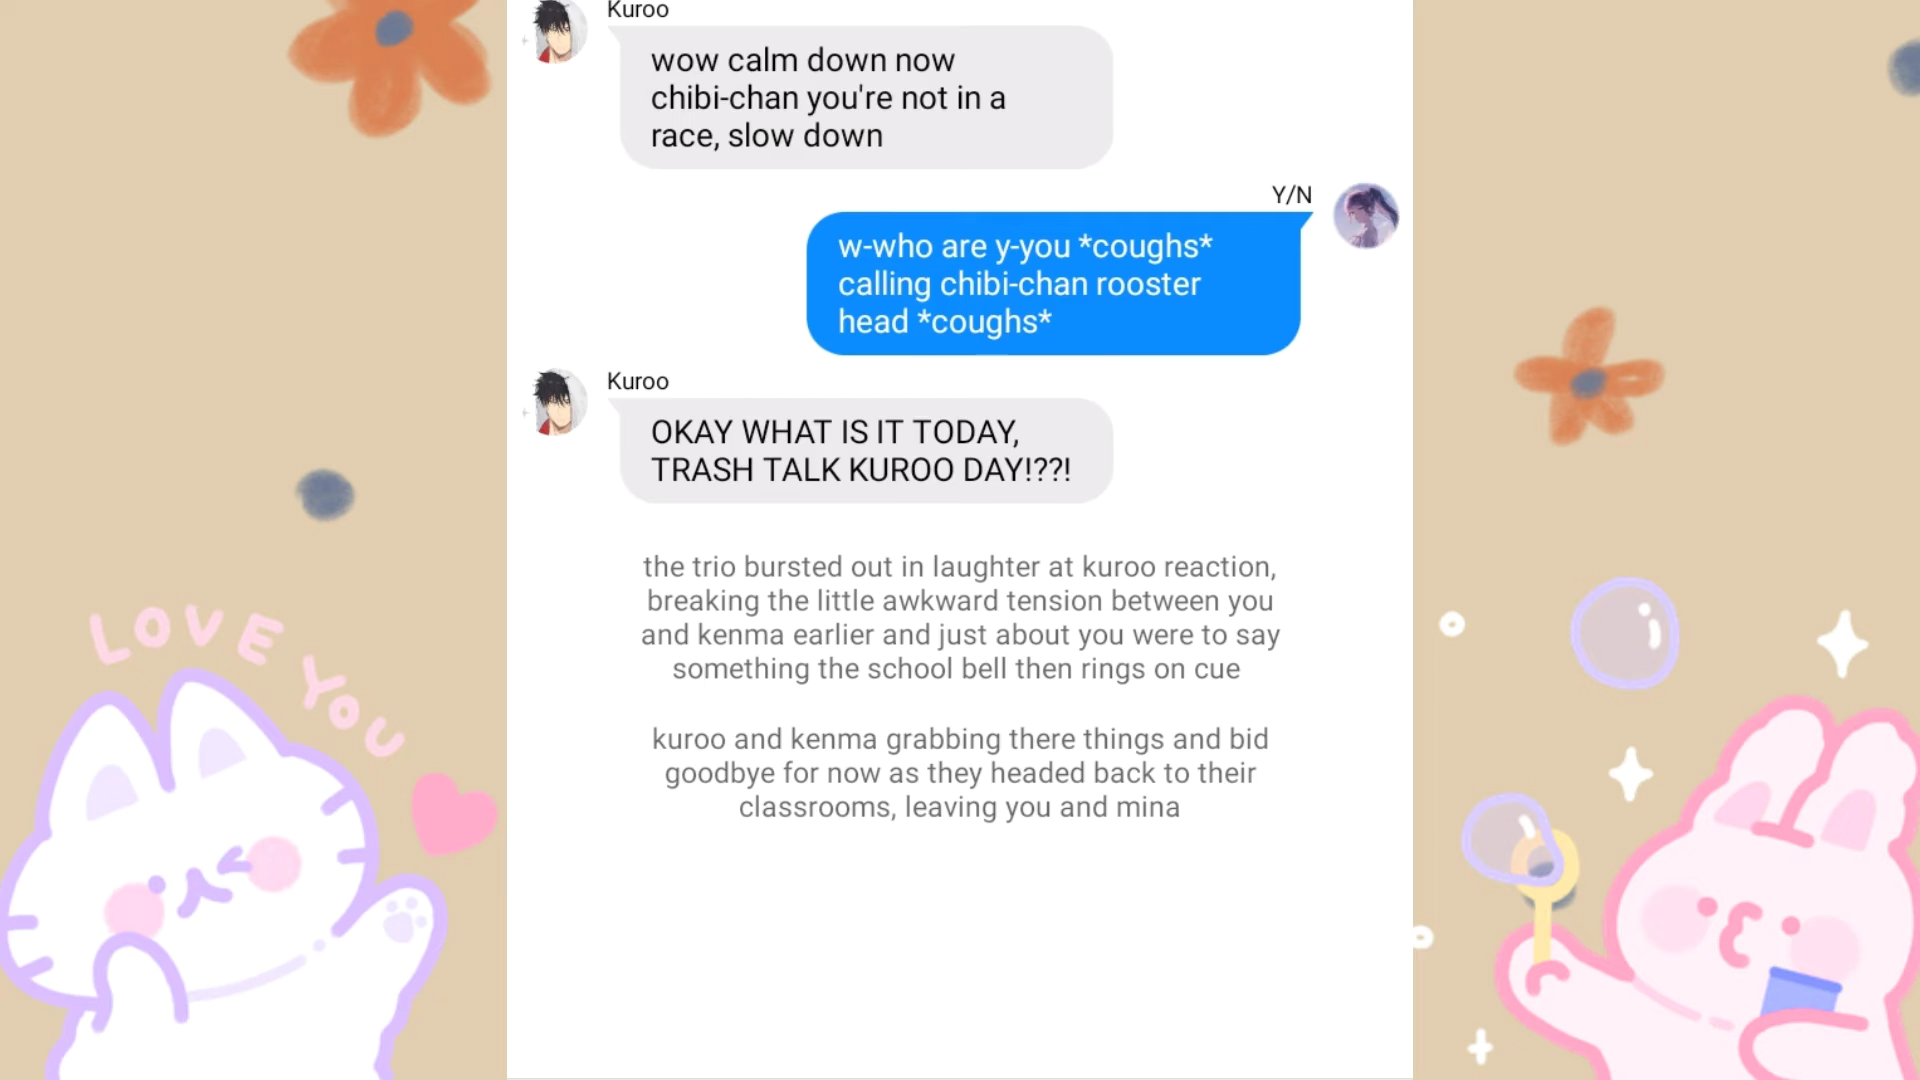 Kuroo
wow calm down now
chibi-chan you're not in a
race, slow down
Y/N
w-who are y-you *coughs*
calling chibi-chan rooster
head *coughs*
Kuroo
OKAY WHAT IS IT TODAY,
TRASH TALK KUROO DAY!??!
the trio bursted out in laughter at kuroo reaction,
breaking the little awkward tension between you
and kenma earlier and just about you were to say
something the school bell then rings on cue
kuroo and kenma grabbing there things and bid
goodbye for now as they headed back to their
classrooms, leaving you and mina
LOVE
YOU